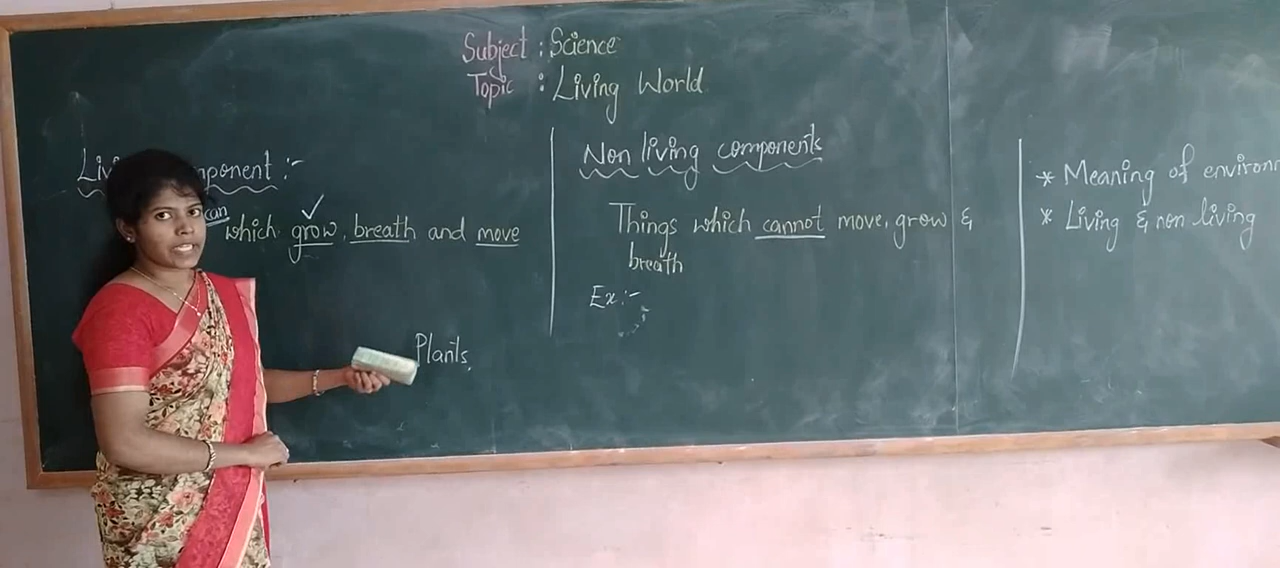 Subject : Science
Topic : Living World
Component :-
can
which grow, breath and move
Plants,
Non living components
Things which cannot move, grow &
breath
Ex :-
* Meaning of environ
* Living & non living